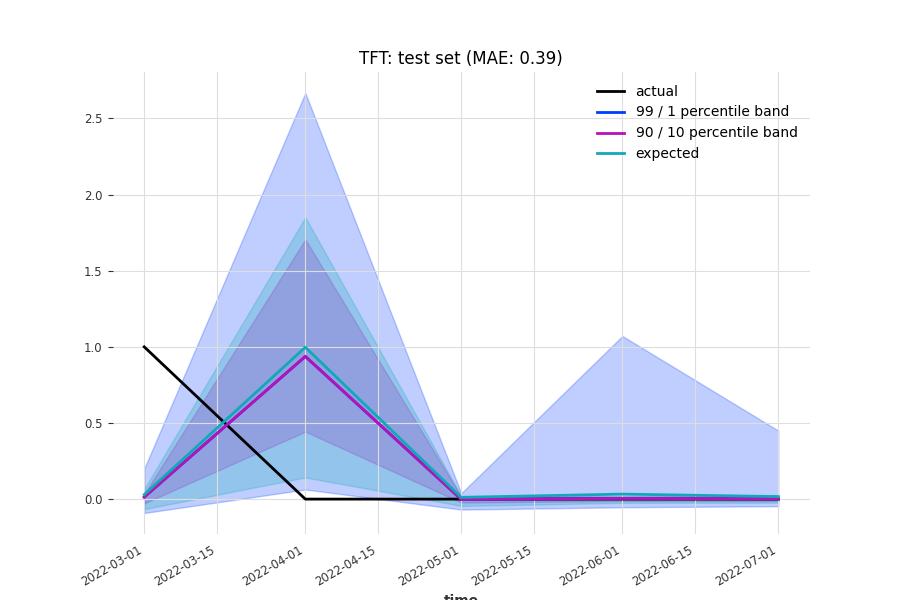 TFT: test set (MAE: 0.39)
actual
99 / 1 percentile band
90 / 10 percentile band
expected
2.5
2.0
1.5
1.0
0.5
0.0
2022-03-01
2022-03-15
2022-04-01
2022-04-15
2022-05-01
2022-05-15
2022-06-01
2022-06-15
2022-07-01
time